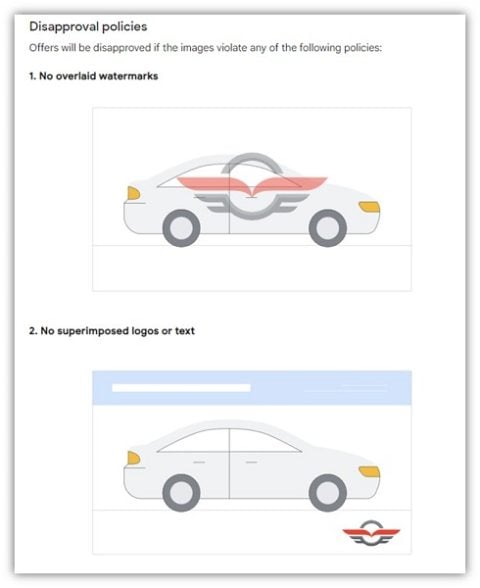 Disapproval policies
Offers will be disapproved if the images violate any of the following policies:
1. No overlaid watermarks
2. No superimposed logos or text